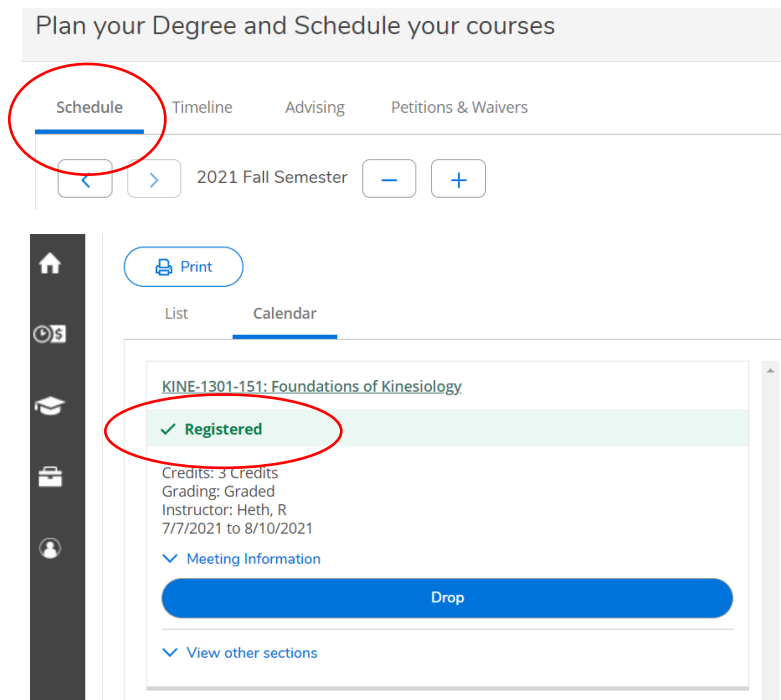 Plan your Degree and Schedule your courses
Schedule Timeline Advising Petitions & Waivers
2021 Fall Semester
Print
List Calendar
KINE-1301-151: Foundations of Kinesiology
Registered
Credits: 3 Credits
Grading: Graded
Instructor: Heth, R
7/7/2021 to 8/10/2021
Meeting Information
Drop
View other sections